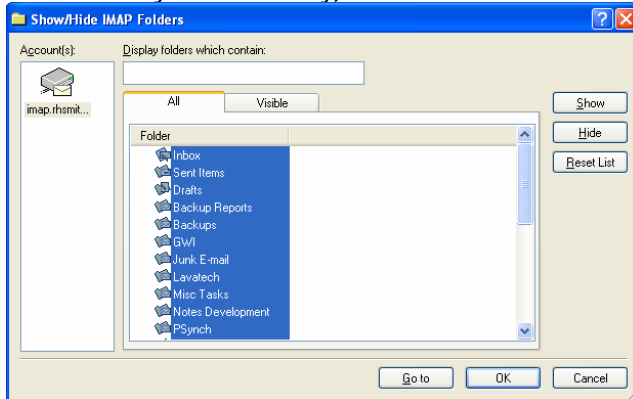 Show/Hide IMAP Folders
Account(s):
Display folders which contain:
imap.rhsmit...
All
Visible
Show
Hide
Reset List
Folder
Inbox
Sent Items
Drafts
Backup Reports
Backups
GWI
Junk E-mail
Lavatech
Misc Tasks
Notes Development
PSynch
Go to
OK
Cancel